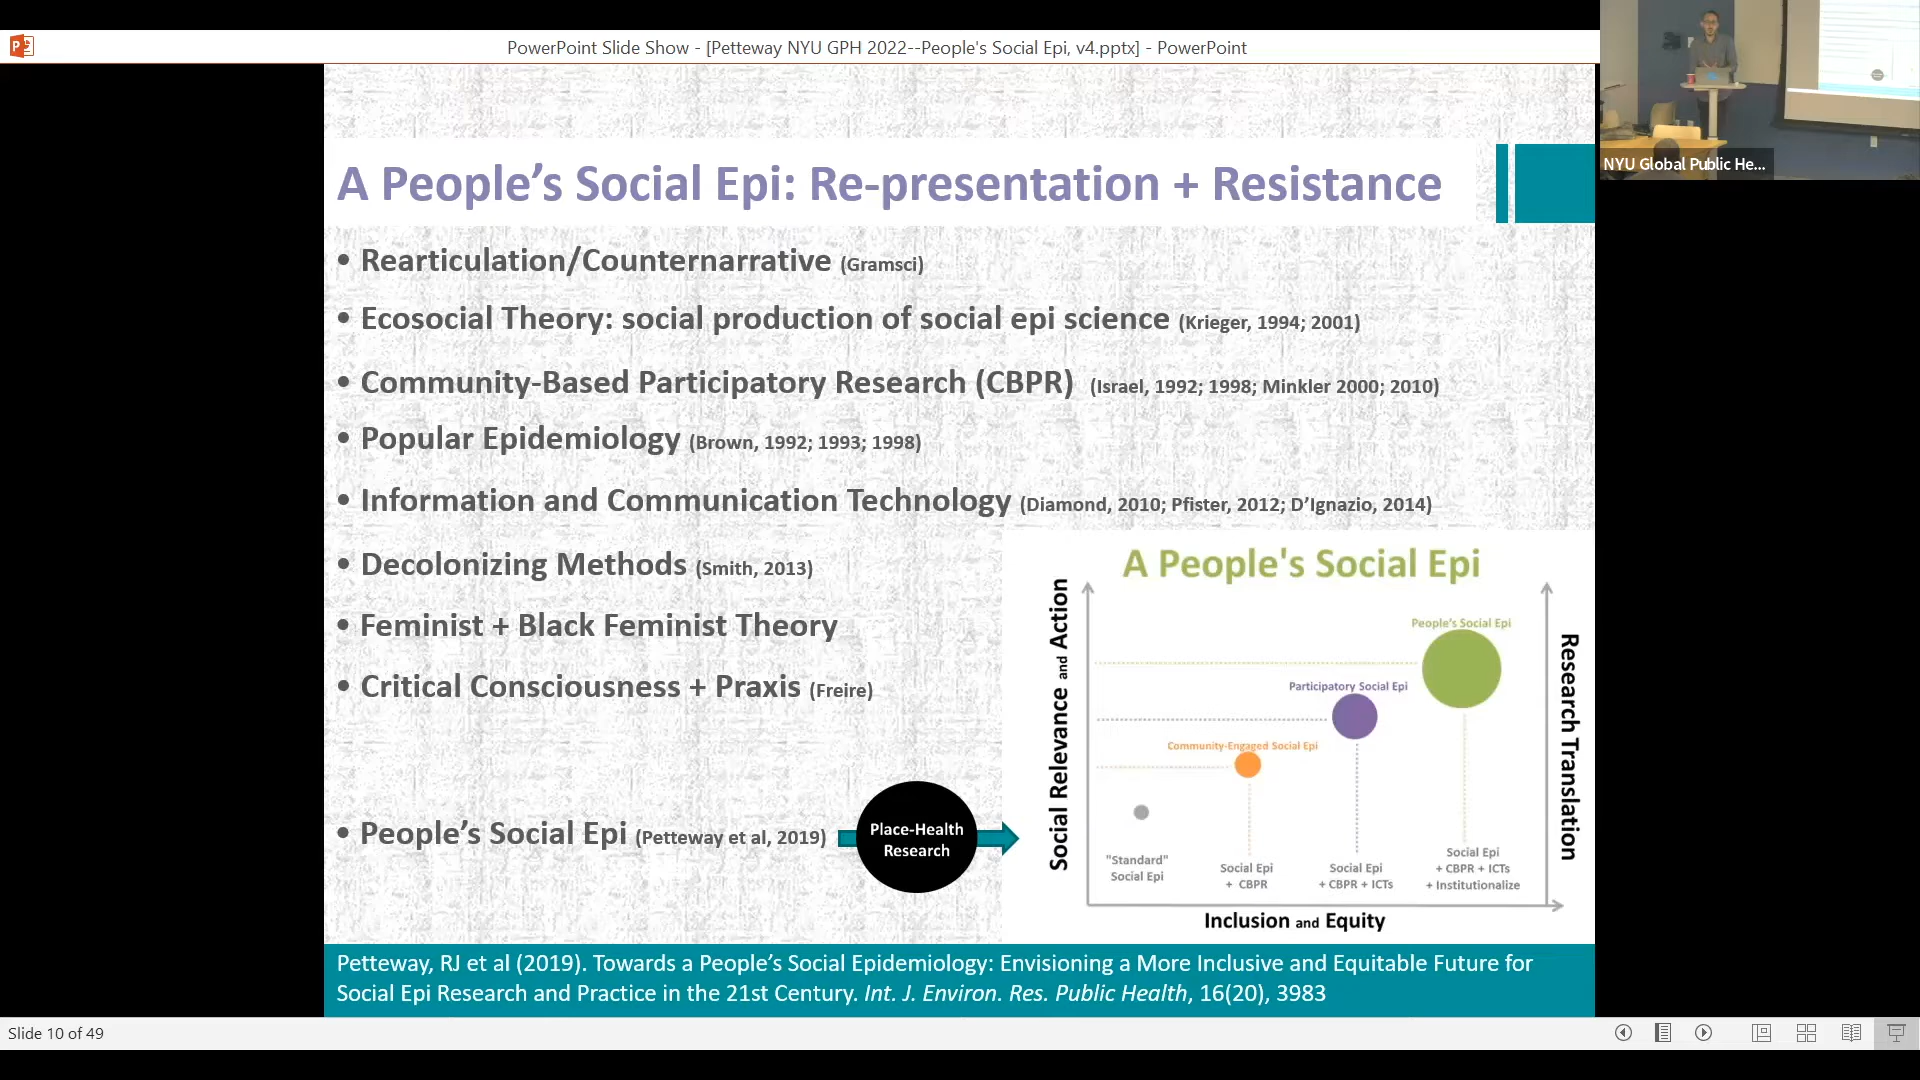 PowerPoint Slide Show - [Petteway NYU GPH 2022--People's Social Epi, v4.pptx] - PowerPoint
NYU Global Public He...
A People’s Social Epi: Re-presentation + Resistance
• Rearticulation/Counternarrative (Gramsci)
• Ecosocial Theory: social production of social epi science (Krieger, 1994; 2001)
• Community-Based Participatory Research (CBPR) (Israel, 1992; 1998; Minkler 2000; 2010)
• Popular Epidemiology (Brown, 1992; 1993; 1998)
• Information and Communication Technology (Diamond, 2010; Pfister, 2012; D’Ignazio, 2014)
• Decolonizing Methods (Smith, 2013)
• Feminist + Black Feminist Theory
• Critical Consciousness + Praxis (Freire)
• People’s Social Epi (Petteway et al, 2019)
Place-Health
Research
A People's Social Epi
Social Relevance and Action
Research Translation
People's Social Epi
Participatory Social Epi
Community-Engaged Social Epi
"Standard"
Social Epi
Social Epi
+ CBPR
Social Epi
+ CBPR + ICTs
Social Epi
+ CBPR + ICTs
+ Institutionalize
Inclusion and Equity
Petteway, RJ et al (2019). Towards a People’s Social Epidemiology: Envisioning a More Inclusive and Equitable Future for
Social Epi Research and Practice in the 21st Century. Int. J. Environ. Res. Public Health, 16(20), 3983
Slide 10 of 49